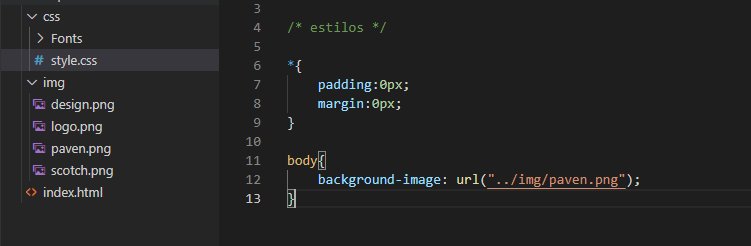 css
Fonts
# style.css
img
design.png
logo.png
paven.png
scotch.png
<> index.html
3
4 /* estilos */
5
6 *{
7 padding:0px;
8 margin:0px;
9 }
10
11 body{
12 background-image: url("../img/paven.png");
13 }